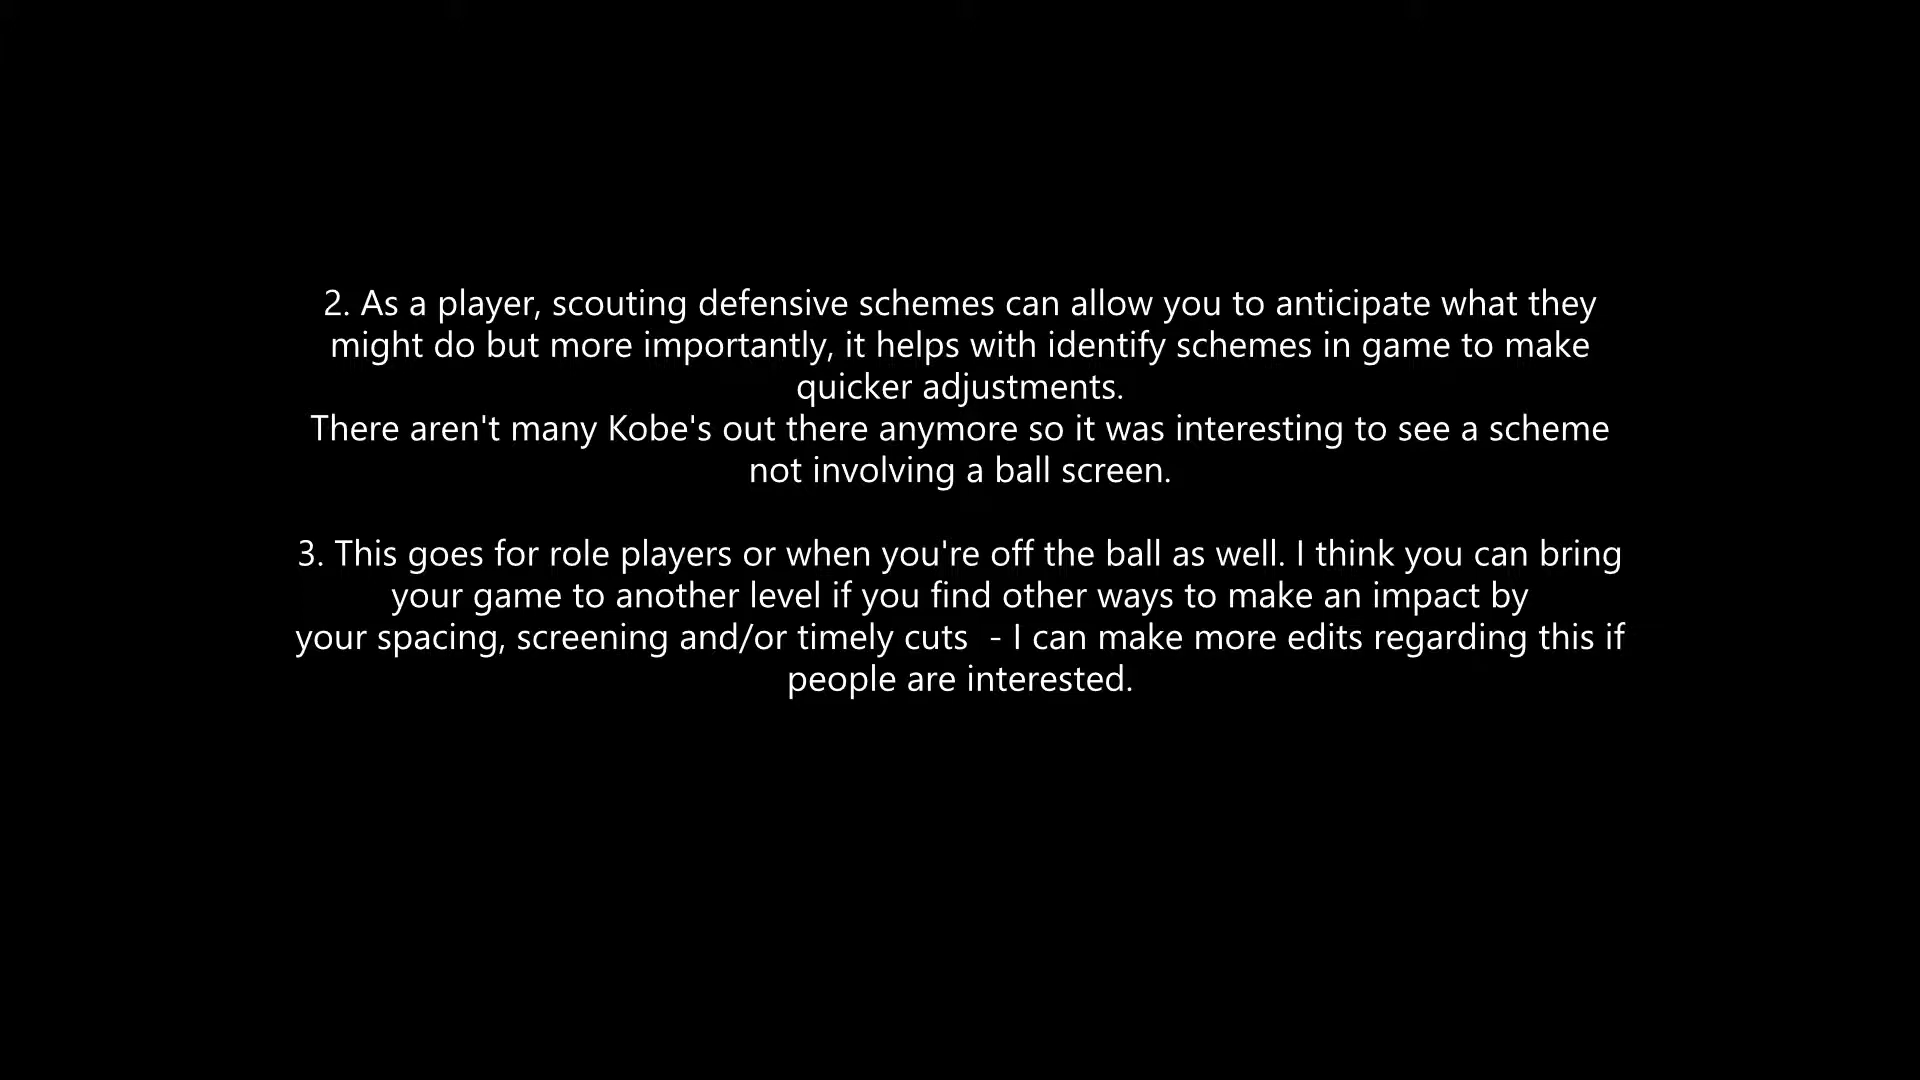 2. As a player, scouting defensive schemes can allow you to anticipate what they
might do but more importantly, it helps with identify schemes in game to make
quicker adjustments.
There aren't many Kobe's out there anymore so it was interesting to see a scheme
not involving a ball screen.
3. This goes for role players or when you're off the ball as well. I think you can bring
your game to another level if you find other ways to make an impact by
your spacing, screening and/or timely cuts  - I can make more edits regarding this if
people are interested.